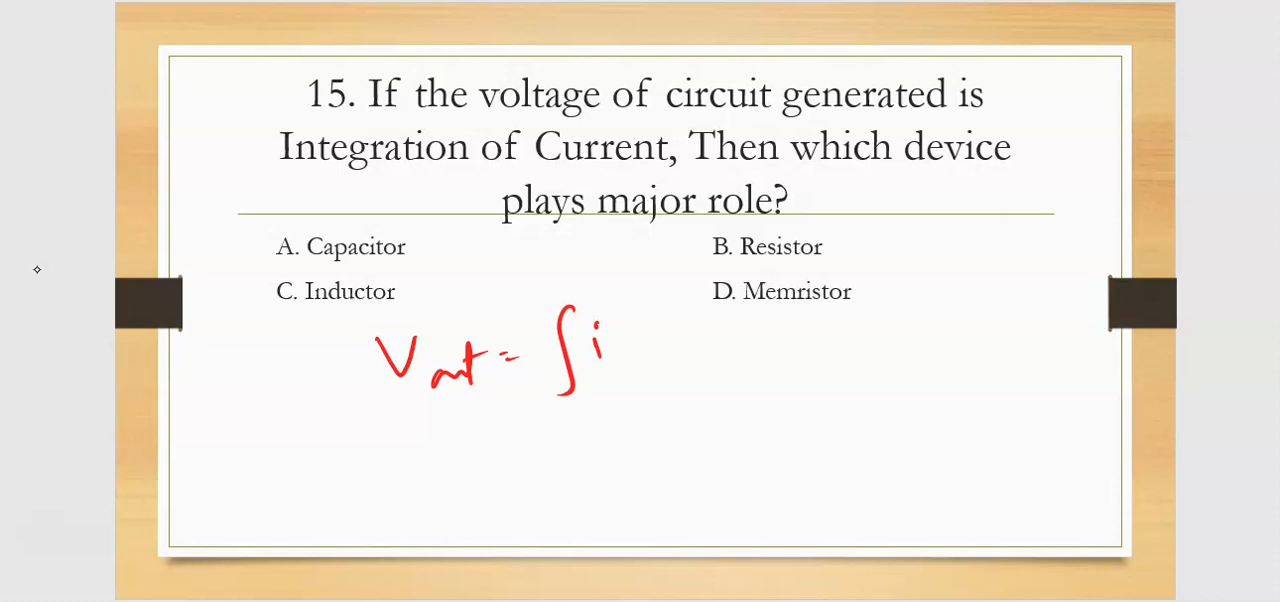 15. If the voltage of circuit generated is
Integration of Current, Then which device
plays major role?
A. Capacitor B. Resistor
C. Inductor D. Memristor
V out = ∫ i